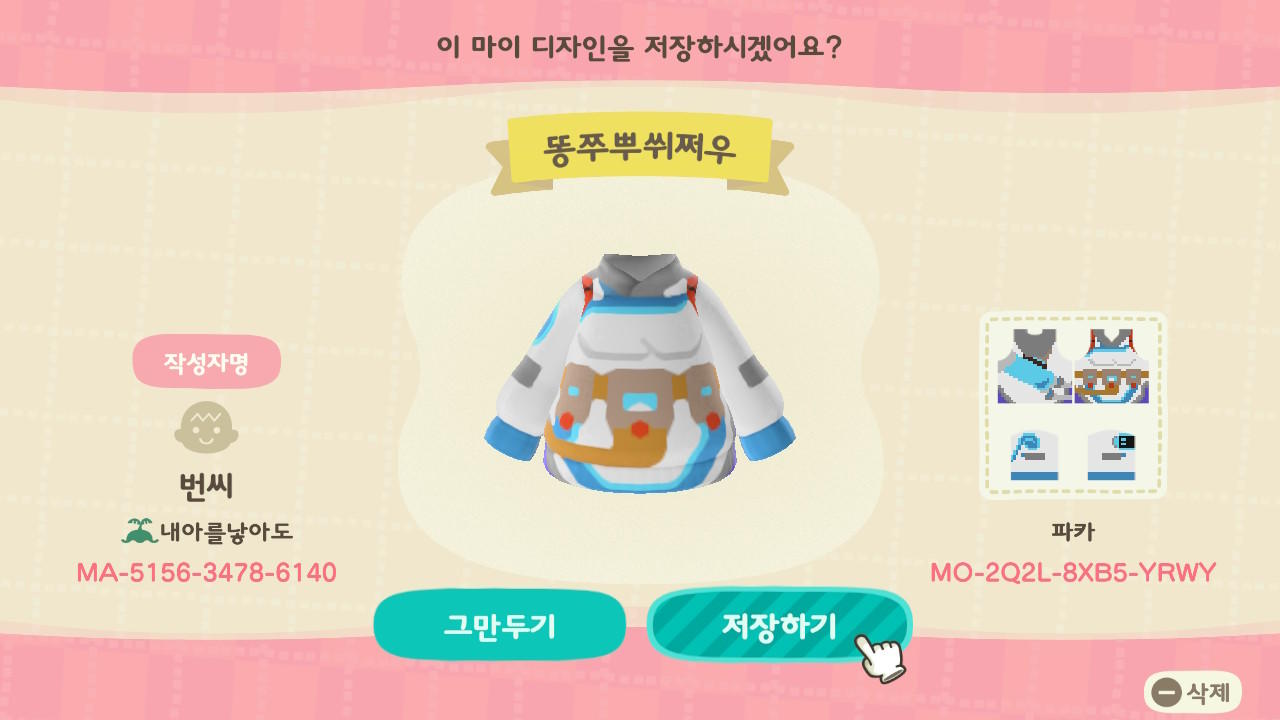 이 마이 디자인을 저장하시겠어요?
똥쭈뿌쒸쩌우
작성자명
번씨
내아를낳아도
MA-5156-3478-6140
파카
MO-2Q2L-8XB5-YRWY
그만두기
저장하기
삭제